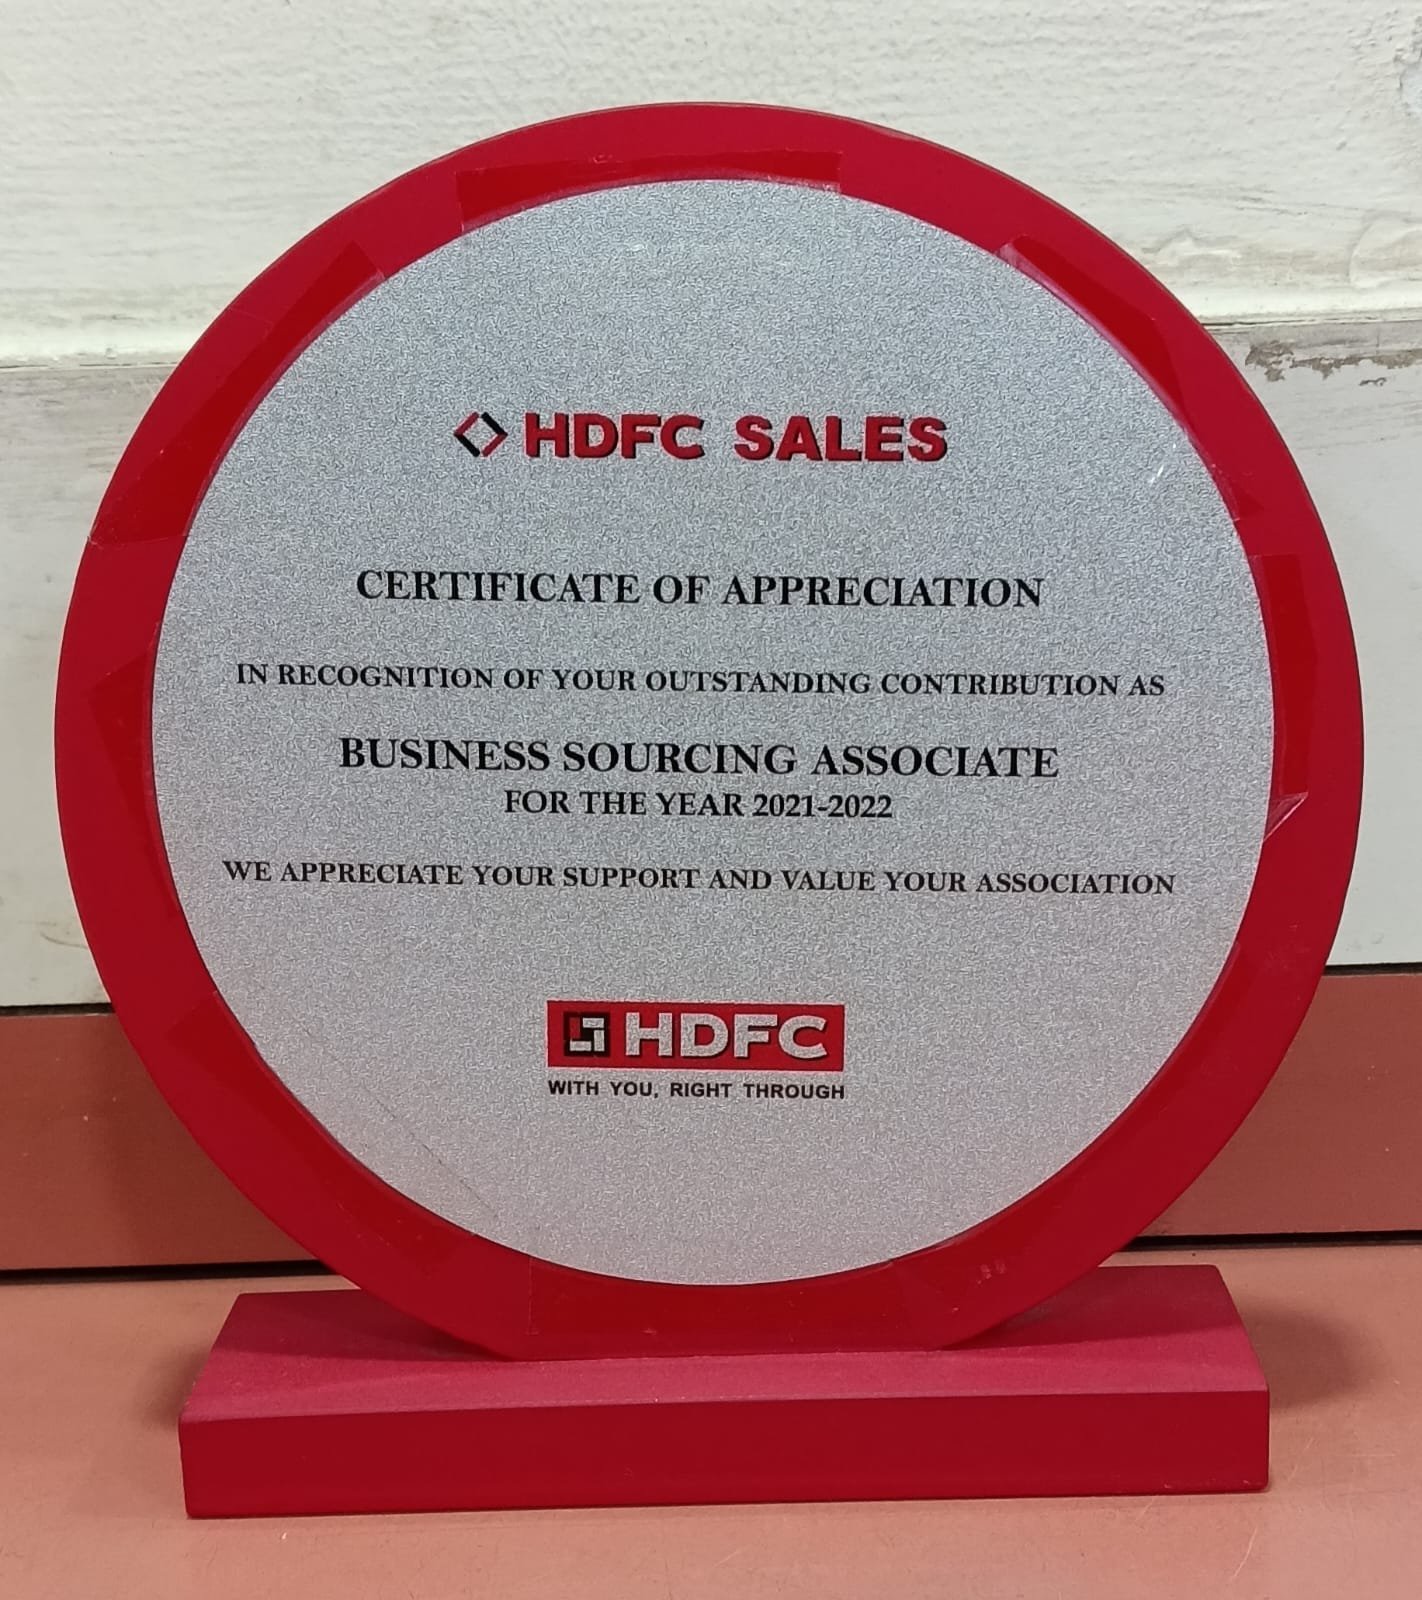 HDFC SALES
CERTIFICATE OF APPRECIATION
IN RECOGNITION OF YOUR OUTSTANDING CONTRIBUTION AS
BUSINESS SOURCING ASSOCIATE
FOR THE YEAR 2021-2022
WE APPRECIATE YOUR SUPPORT AND VALUE YOUR ASSOCIATION
HDFC
WITH YOU, RIGHT THROUGH